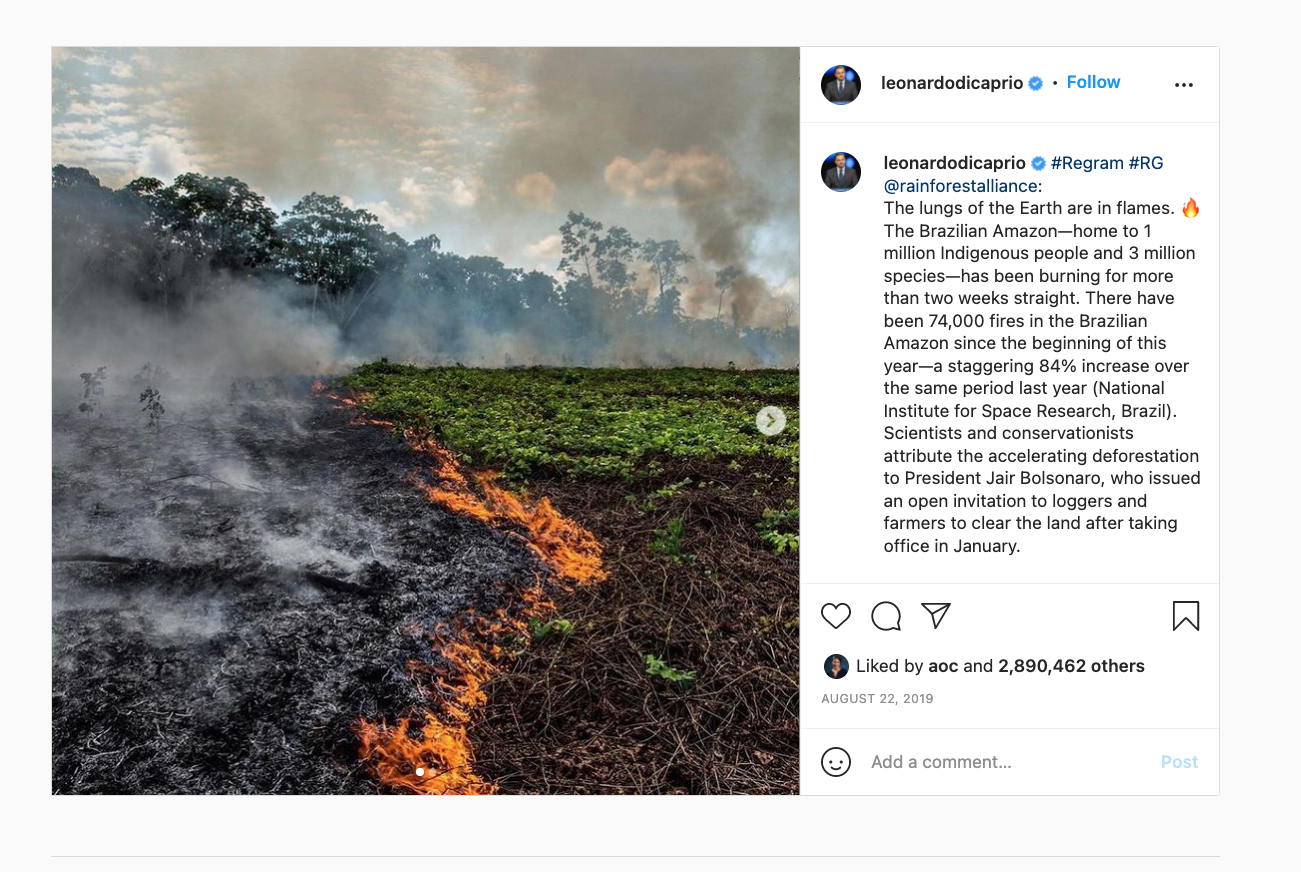 leonardodicaprio • Follow
leonardodicaprio #Regram #RG
@rainforestalliance:
The lungs of the Earth are in flames. 🔥
The Brazilian Amazon—home to 1
million Indigenous people and 3 million
species—has been burning for more
than two weeks straight. There have
been 74,000 fires in the Brazilian
Amazon since the beginning of this
year—a staggering 84% increase over
the same period last year (National
Institute for Space Research, Brazil).
Scientists and conservationists
attribute the accelerating deforestation
to President Jair Bolsonaro, who issued
an open invitation to loggers and
farmers to clear the land after taking
office in January.
Liked by aoc and 2,890,462 others
AUGUST 22, 2019
Add a comment...
Post